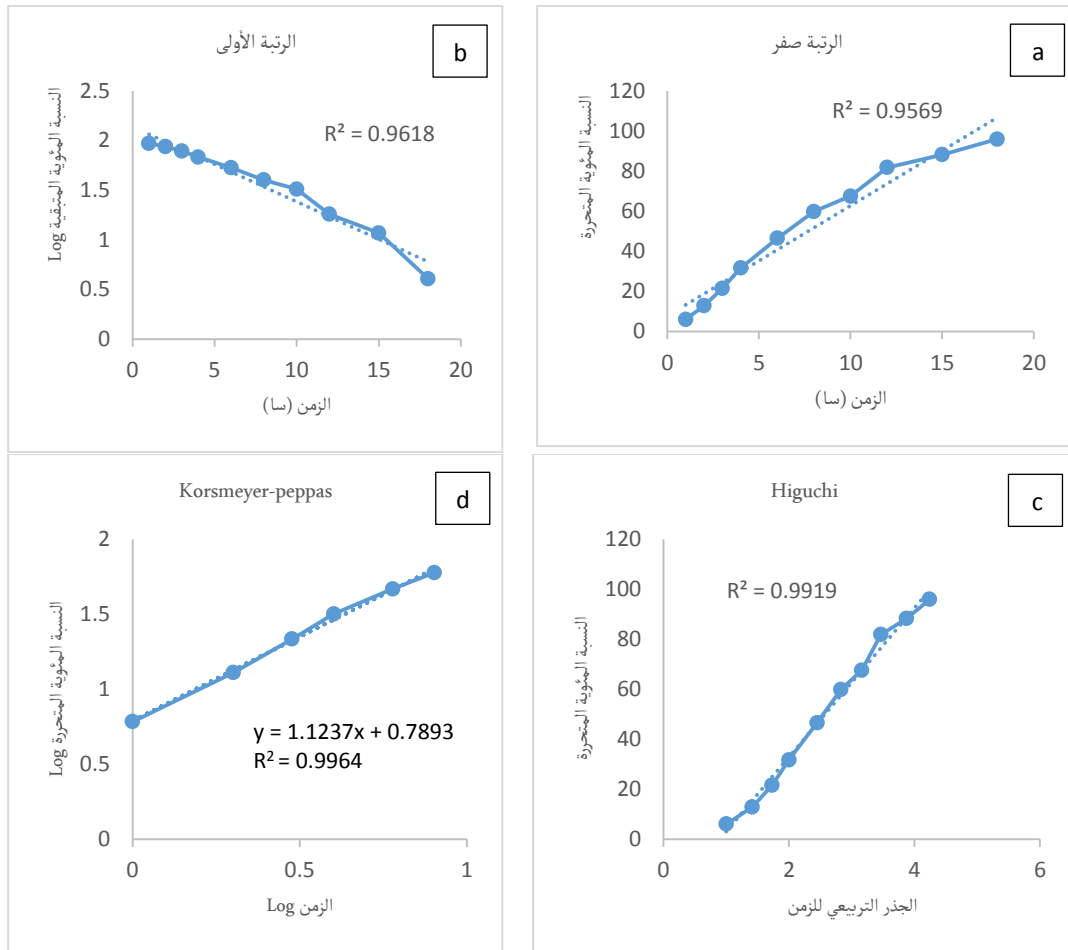 الرتبة صفر
a
R² = 0.9569
النسبة المئوية المتحررة
120
100
80
60
40
20
0
0
5
10
15
20
الزمن (سا)
الرتبة الأولى
b
R² = 0.9618
Log النسبة المئوية المتبقية
2.5
2
1.5
1
0.5
0
0
5
10
15
20
الزمن (سا)
Higuchi
c
R² = 0.9919
النسبة المئوية المتحررة
120
100
80
60
40
20
0
0
2
4
6
الجذر التربيعي للزمن
Korsmeyer-peppas
d
y = 1.1237x + 0.7893
R² = 0.9964
Log النسبة المئوية المتحررة
2
1.5
1
0.5
0
0
0.5
1
Log الزمن